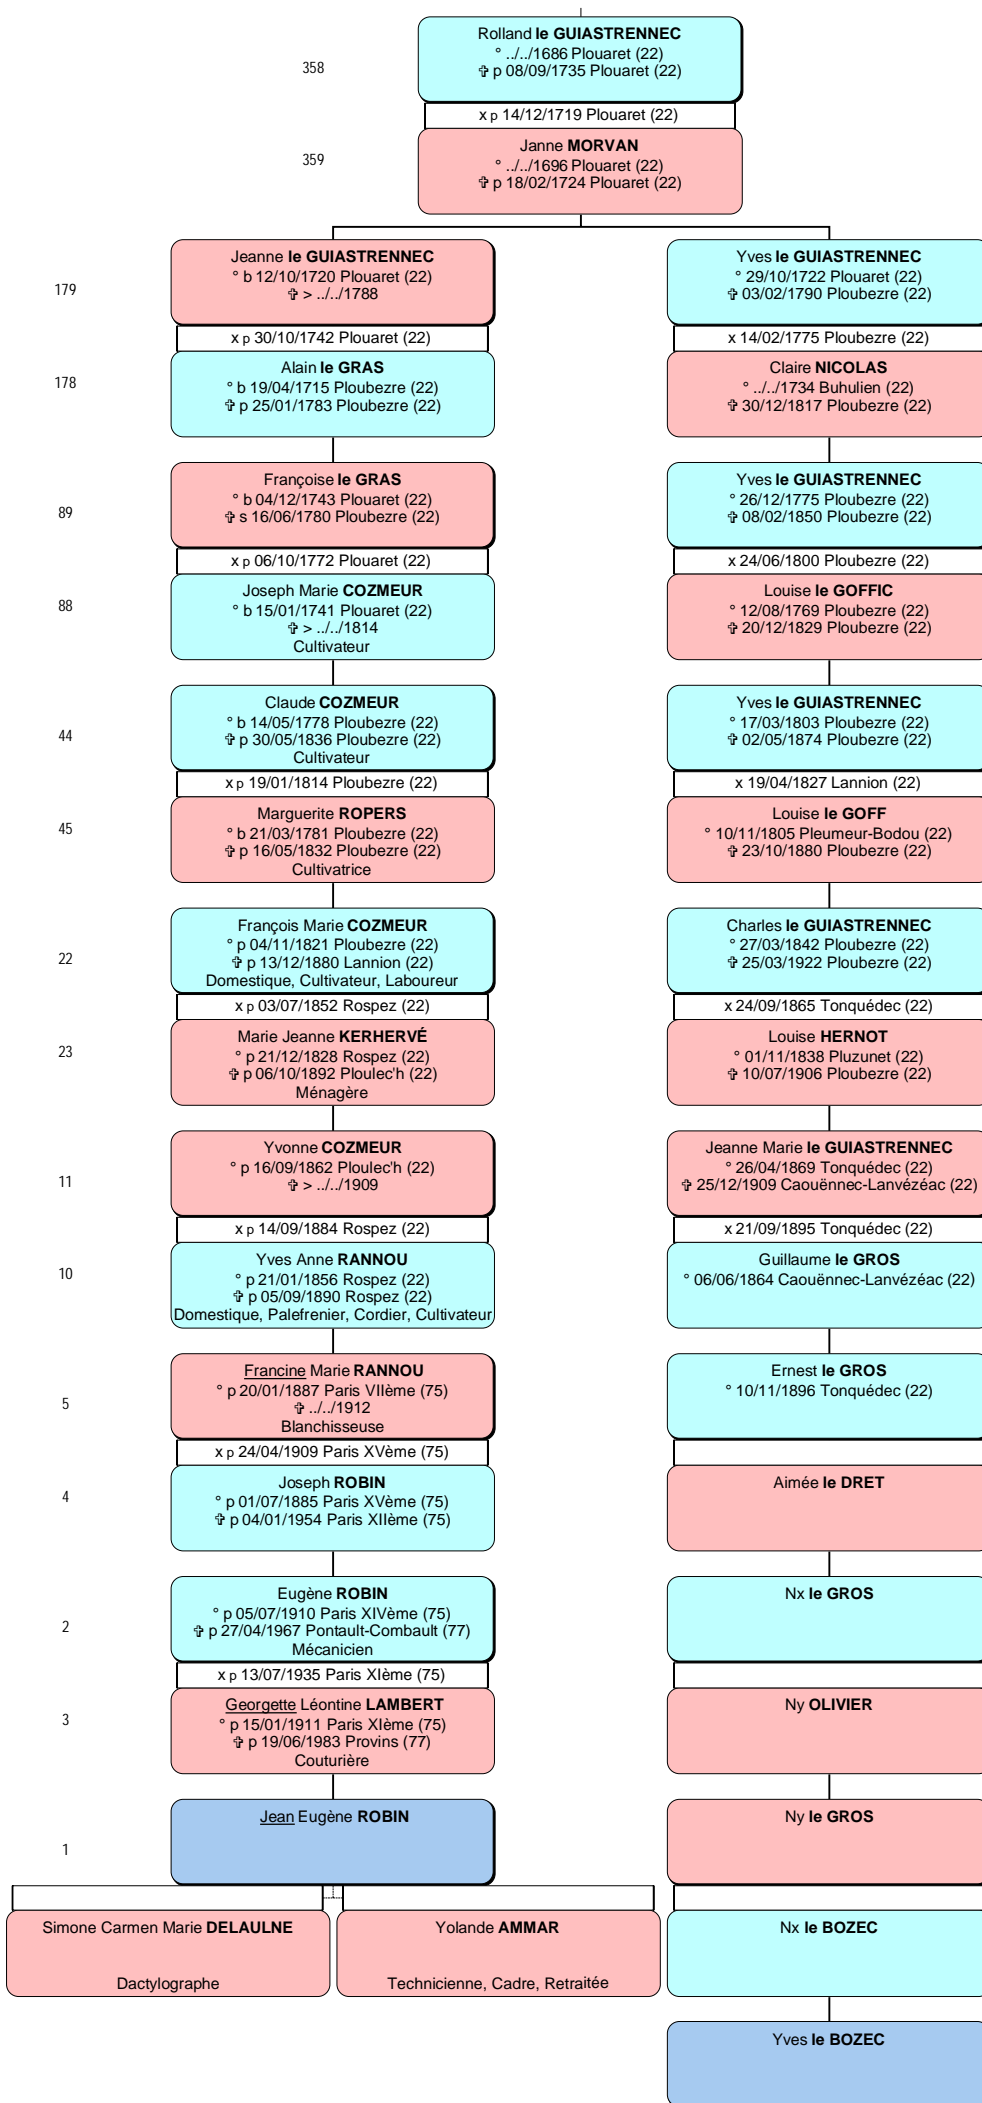 Rolland le GUIASTRENNEC
° ../../1686 Plouaret (22)
358
✞ p 08/09/1735 Plouaret (22)
x p 14/12/1719 Plouaret (22)
Janne MORVAN
359
° ../../1696 Plouaret (22)
✞ p 18/02/1724 Plouaret (22)
Jeanne le GUIASTRENNEC
° b 12/10/1720 Plouaret (22)
179
✞ > ../../1788
Yves le GUIASTRENNEC
° 29/10/1722 Plouaret (22)
✞ 03/02/1790 Ploubezre (22)
x p 30/10/1742 Plouaret (22)
x 14/02/1775 Ploubezre (22)
Alain le GRAS
178
° b 19/04/1715 Ploubezre (22)
✞ p 25/01/1783 Ploubezre (22)
Claire NICOLAS
° ../../1734 Buhulien (22)
✞ 30/12/1817 Ploubezre (22)
Françoise le GRAS
° b 04/12/1743 Plouaret (22)
89
✞ s 16/06/1780 Ploubezre (22)
Yves le GUIASTRENNEC
° 26/12/1775 Ploubezre (22)
✞ 08/02/1850 Ploubezre (22)
x p 06/10/1772 Plouaret (22)
x 24/06/1800 Ploubezre (22)
Joseph Marie COZMEUR
88
° b 15/01/1741 Plouaret (22)
✞ > ../../1814
Cultivateur
Louise le GOFFIC
° 12/08/1769 Ploubezre (22)
✞ 20/12/1829 Ploubezre (22)
Claude COZMEUR
° b 14/05/1778 Ploubezre (22)
44
✞ p 30/05/1836 Ploubezre (22)
Cultivateur
Yves le GUIASTRENNEC
° 17/03/1803 Ploubezre (22)
✞ 02/05/1874 Ploubezre (22)
x p 19/01/1814 Ploubezre (22)
x 19/04/1827 Lannion (22)
Marguerite ROPERS
45
° b 21/03/1781 Ploubezre (22)
✞ p 16/05/1832 Ploubezre (22)
Cultivatrice
Louise le GOFF
° 10/11/1805 Pleumeur-Bodou (22)
✞ 23/10/1880 Ploubezre (22)
François Marie COZMEUR
° p 04/11/1821 Ploubezre (22)
22
✞ p 13/12/1880 Lannion (22)
Domestique, Cultivateur, Laboureur
Charles le GUIASTRENNEC
° 27/03/1842 Ploubezre (22)
✞ 25/03/1922 Ploubezre (22)
x p 03/07/1852 Rospez (22)
x 24/09/1865 Tonquédec (22)
Marie Jeanne KERHERVÉ
23
° p 21/12/1828 Rospez (22)
✞ p 06/10/1892 Ploulec'h (22)
Ménagère
Louise HERNOT
° 01/11/1838 Pluzunet (22)
✞ 10/07/1906 Ploubezre (22)
Yvonne COZMEUR
° p 16/09/1862 Ploulec'h (22)
11
✞ > ../../1909
Jeanne Marie le GUIASTRENNEC
° 26/04/1869 Tonquédec (22)
✞ 25/12/1909 Caouënnec-Lanvézéac (22)
x p 14/09/1884 Rospez (22)
x 21/09/1895 Tonquédec (22)
Yves Anne RANNOU
10
° p 21/01/1856 Rospez (22)
✞ p 05/09/1890 Rospez (22)
Domestique, Palefrenier, Cordier, Cultivateur
Guillaume le GROS
° 06/06/1864 Caouënnec-Lanvézéac (22)
Francine Marie RANNOU
° p 20/01/1887 Paris VIIème (75)
5
✞ ../../1912
Blanchisseuse
Ernest le GROS
° 10/11/1896 Tonquédec (22)
x p 24/04/1909 Paris XVème (75)
Joseph ROBIN
4
° p 01/07/1885 Paris XVème (75)
✞ p 04/01/1954 Paris XIIème (75)
Aimée le DRET
Eugène ROBIN
° p 05/07/1910 Paris XIVème (75)
2
✞ p 27/04/1967 Pontault-Combault (77)
Mécanicien
Nx le GROS
x p 13/07/1935 Paris XIème (75)
Georgette Léontine LAMBERT
3
° p 15/01/1911 Paris XIème (75)
✞ p 19/06/1983 Provins (77)
Couturière
Ny OLIVIER
Jean Eugène ROBIN
1
Ny le GROS
Simone Carmen Marie DELAULNE
Dactylographe
Yolande AMMAR
Technicienne, Cadre, Retraitée
Nx le BOZEC
Yves le BOZEC